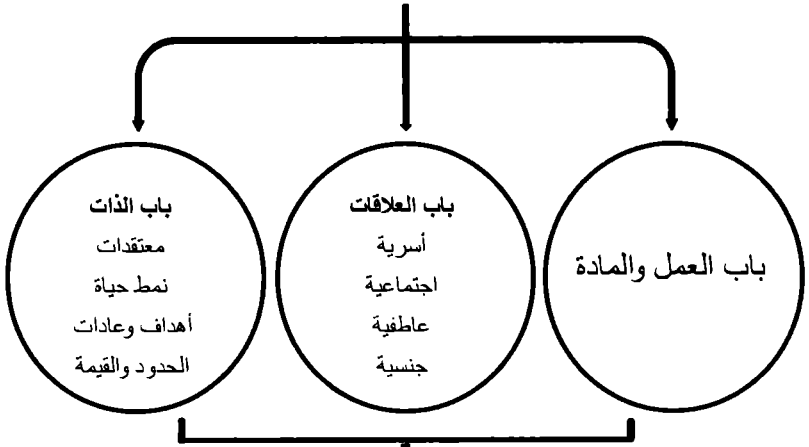 باب العمل والمادة
باب العلاقات
أسرية
اجتماعية
عاطفية
جنسية
باب الذات
معتقدات
نمط حياة
أهداف وعادات
الحدود والقيمة